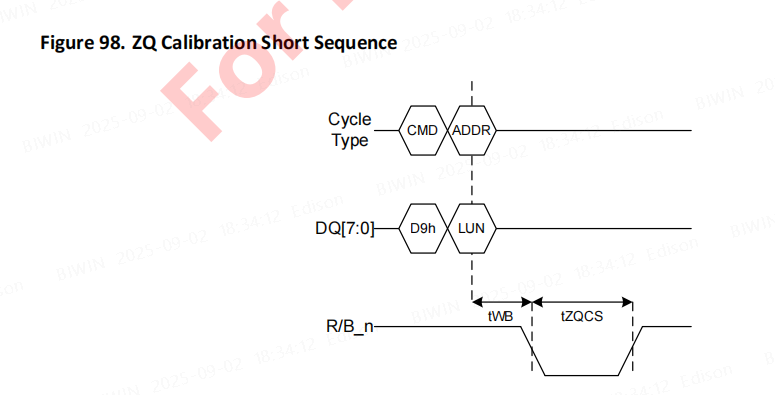 Figure 98. ZQ Calibration Short Sequence
For
Cycle
Type
CMD
ADDR
DQ[7:0]
D9h
LUN
tWB
tZQCS
R/B_n
BIWIN 2025-09-02 18:34:12 Edison